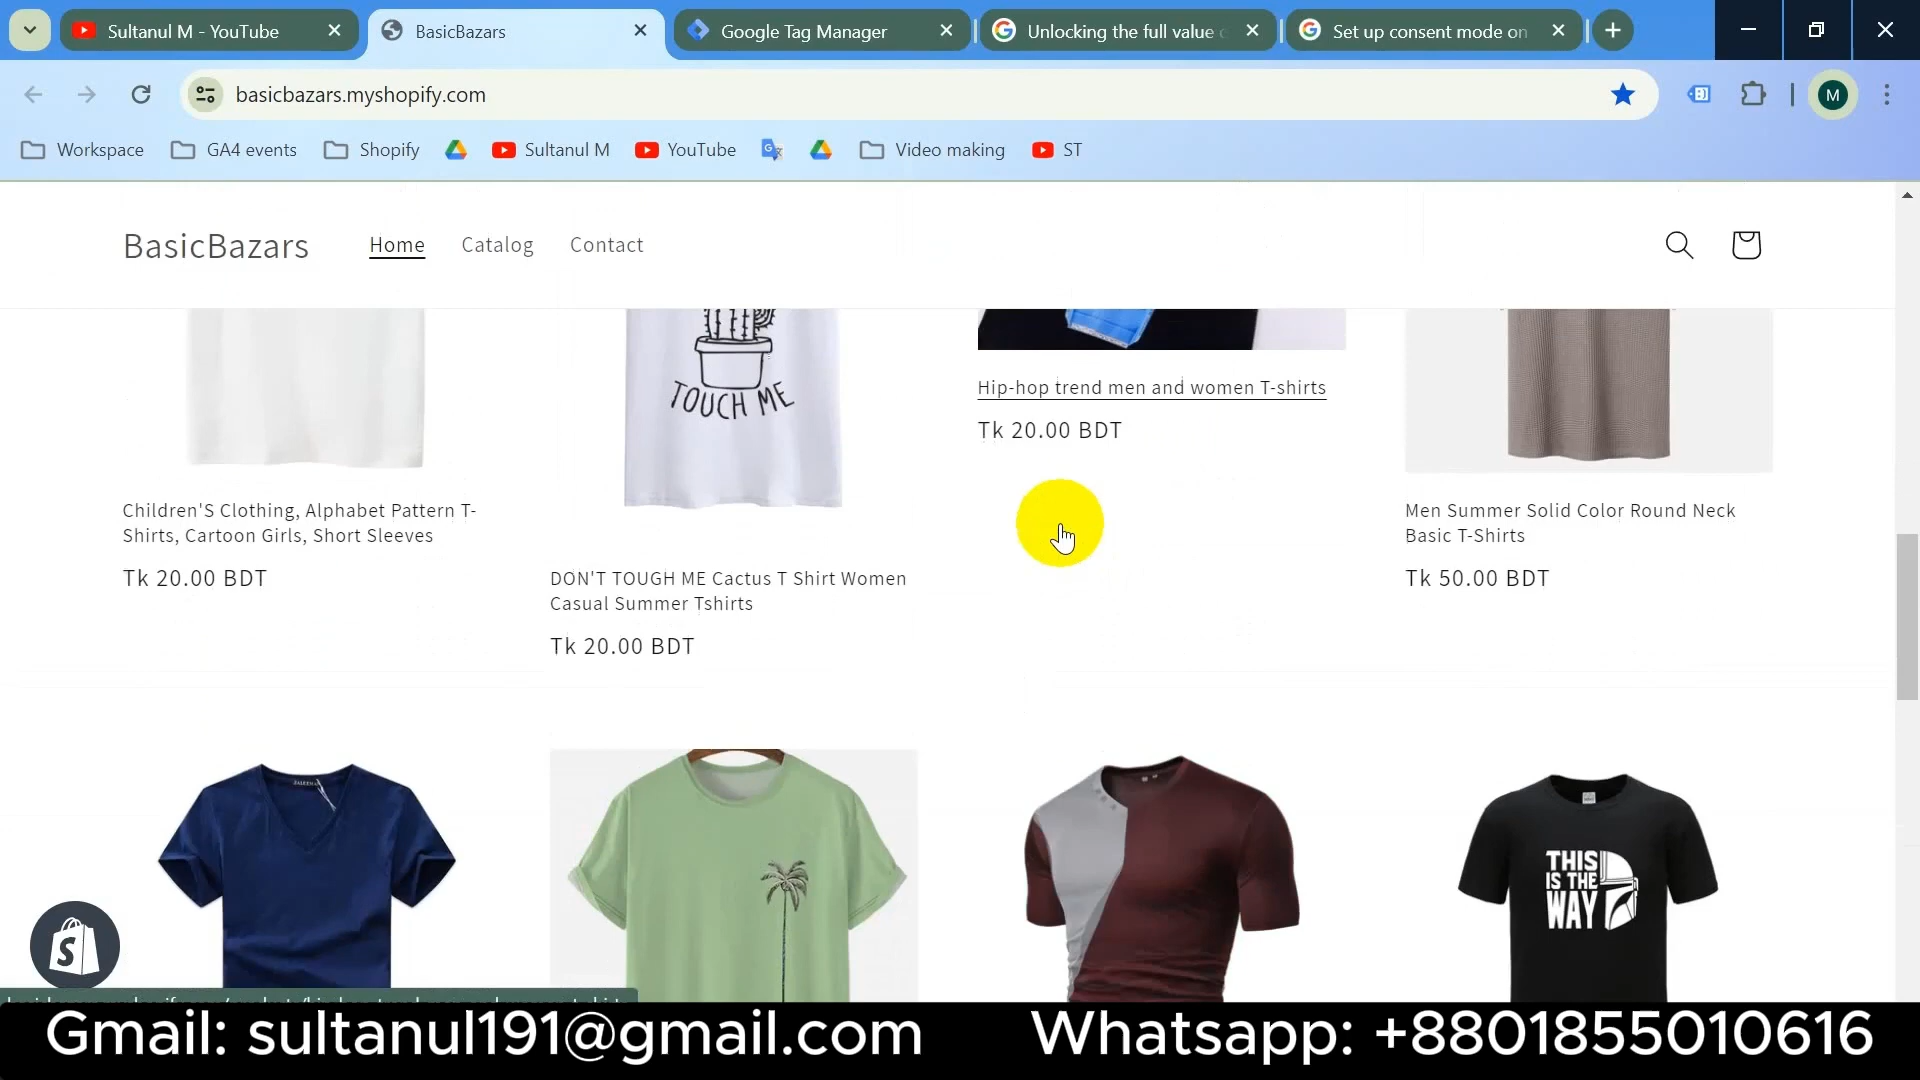 Sultanul M - YouTube
BasicBazars
Google Tag Manager
Unlocking the full value
Set up consent mode on
basicbazars.myshopify.com
M
Workspace
GA4 events
Shopify
Sultanul M
YouTube
Video making
ST
BasicBazars
Home
Catalog
Contact
TOUCH ME
Hip-hop trend men and women T-shirts
Tk 20.00 BDT
Children'S Clothing, Alphabet Pattern T-
Shirts, Cartoon Girls, Short Sleeves
Tk 20.00 BDT
DON'T TOUGH ME Cactus T Shirt Women
Casual Summer Tshirts
Tk 20.00 BDT
Men Summer Solid Color Round Neck
Basic T-Shirts
Tk 50.00 BDT
THIS
IS THE
WAY
Gmail: sultanul191@gmail.com
Whatsapp: +8801855010616